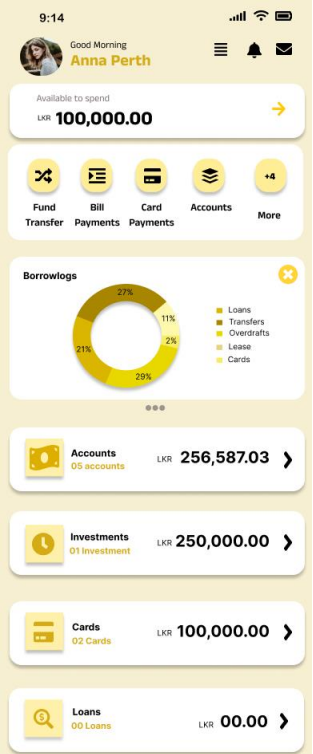 9:14
Good Morning
Anna Perth
Available to spend
LKR 100,000.00
+4
Fund Transfer
Bill Payments
Card Payments
Accounts
More
Borrowlogs
27%
11%
2%
21%
29%
Loans
Transfers
Overdrafts
Lease
Cards
Accounts
05 accounts
LKR 256,587.03
Investments
01 Investment
LKR 250,000.00
Cards
02 Cards
LKR 100,000.00
Loans
00 Loans
LKR 00.00